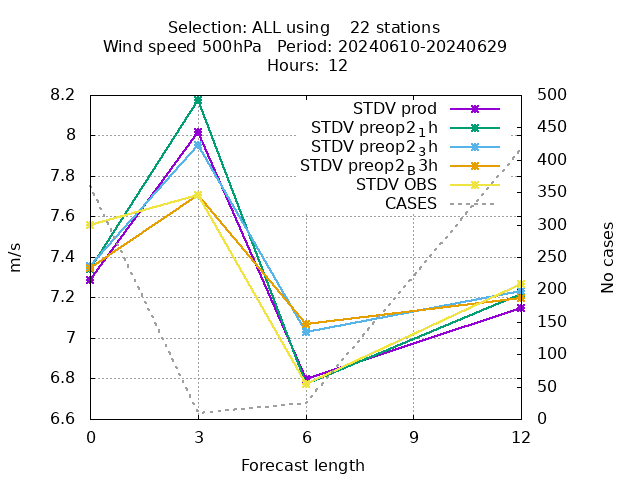 Selection: ALL using    22 stations
Wind speed 500hPa   Period: 20240610-20240629
Hours: 12
8.2
8
7.8
7.6
7.4
7.2
7
6.8
6.6
m/s
500
450
400
350
300
250
200
150
100
50
0
No cases
STDV prod
STDV preop2₁h
STDV preop2₃h
STDV preop2_B3h
STDV OBS
CASES
0 3 6 9 12
Forecast length